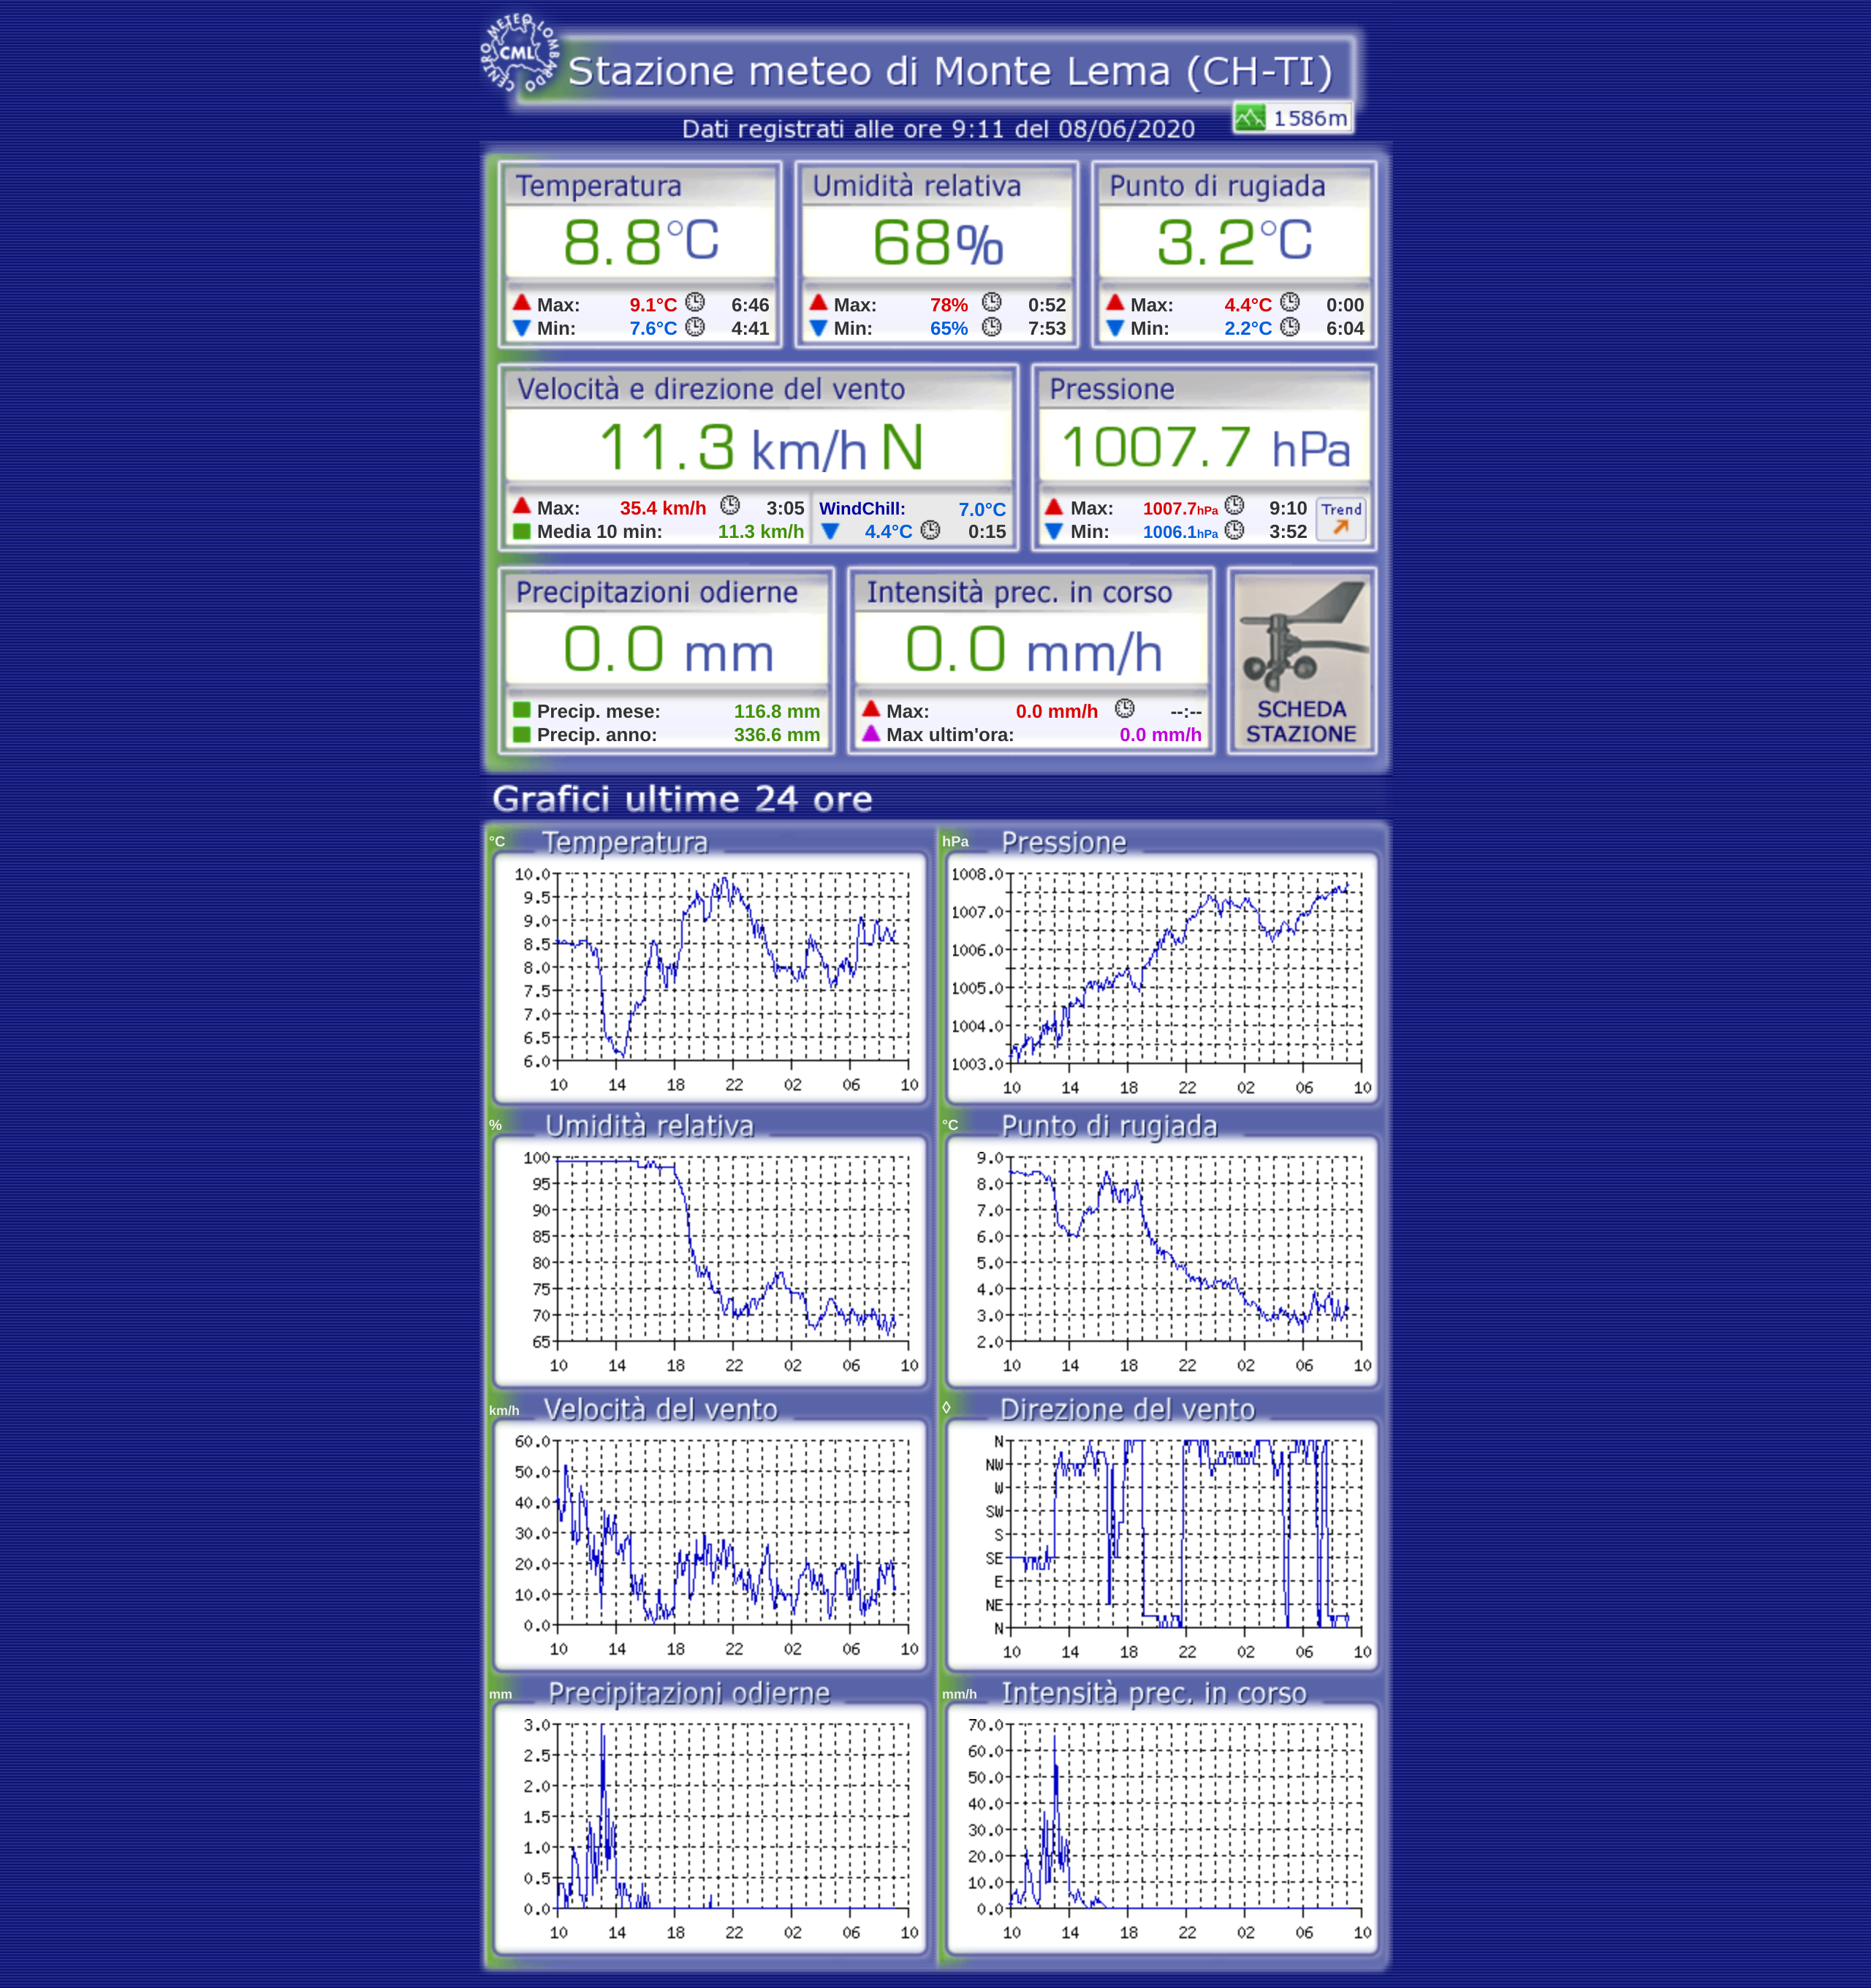 CENTRO METEO LOMBARDO
CML
Stazione meteo di Monte Lema (CH-TI)
1586m
Dati registrati alle ore 9:11 del 08/06/2020
Temperatura Umidità relativa Punto di rugiada
8.8°C 68% 3.2°C
Max: 9.1°C 6:46 Max: 78% 0:52 Max: 4.4°C 0:00
Min: 7.6°C 4:41 Min: 65% 7:53 Min: 2.2°C 6:04
Velocità e direzione del vento Pressione
11.3 km/h N 1007.7 hPa
Max: 35.4 km/h 3:05 WindChill: 7.0°C Max: 1007.7hPa 9:10 Trend
Media 10 min: 11.3 km/h 4.4°C 0:15 Min: 1006.1hPa 3:52
Precipitazioni odierne Intensità prec. in corso
0.0 mm 0.0 mm/h
Precip. mese: 116.8 mm Max: 0.0 mm/h --:-- SCHEDA
Precip. anno: 336.6 mm Max ultim'ora: 0.0 mm/h STAZIONE
Grafici ultime 24 ore
°C Temperatura
10.0
9.5
9.0
8.5
8.0
7.5
7.0
6.5
6.0
10 14 18 22 02 06 10
hPa Pressione
1008.0
1007.0
1006.0
1005.0
1004.0
1003.0
10 14 18 22 02 06 10
% Umidità relativa
100
95
90
85
80
75
70
65
10 14 18 22 02 06 10
°C Punto di rugiada
9.0
8.0
7.0
6.0
5.0
4.0
3.0
2.0
10 14 18 22 02 06 10
km/h Velocità del vento
60.0
50.0
40.0
30.0
20.0
10.0
0.0
10 14 18 22 02 06 10
◊ Direzione del vento
N
NW
W
SW
S
SE
E
NE
N
10 14 18 22 02 06 10
mm Precipitazioni odierne
3.0
2.5
2.0
1.5
1.0
0.5
0.0
10 14 18 22 02 06 10
mm/h Intensità prec. in corso
70.0
60.0
50.0
40.0
30.0
20.0
10.0
0.0
10 14 18 22 02 06 10